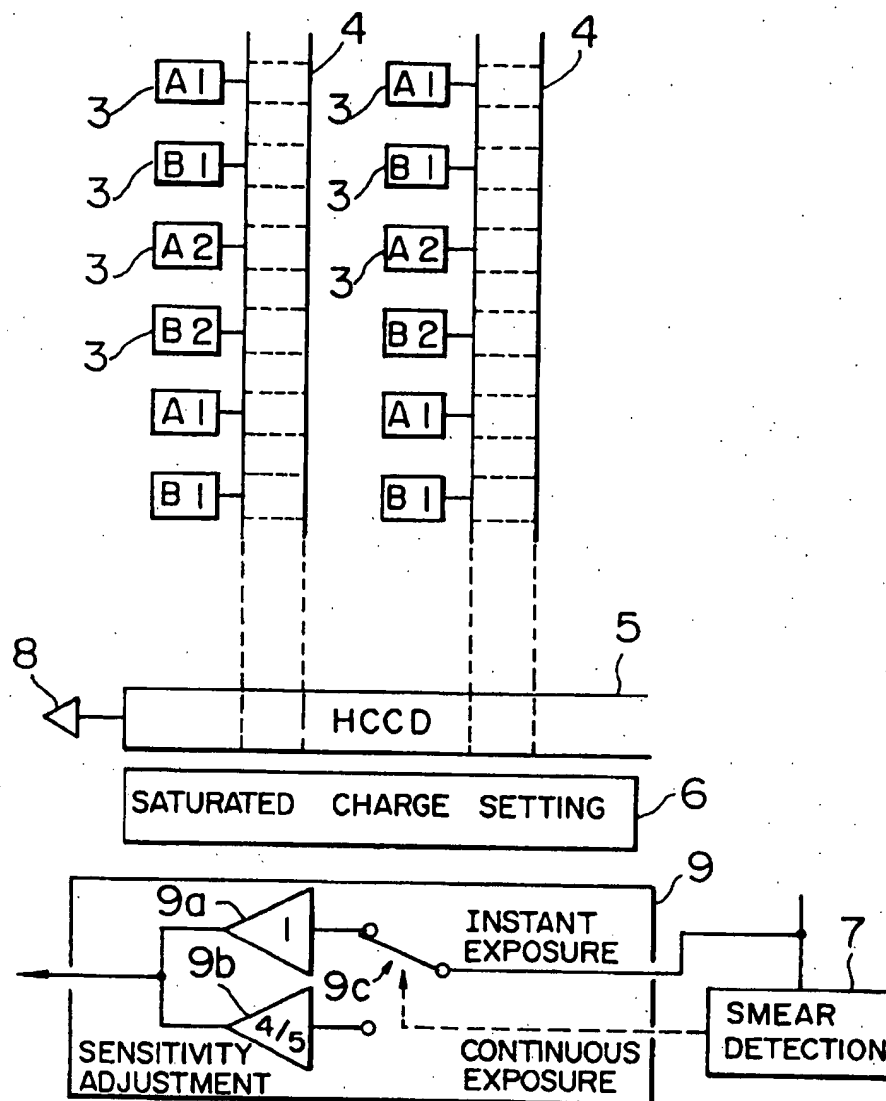 4 4
A1 A1
3 3
B1 B1
3 3
A2 A2
3 3
B2 B2
3
A1 A1
B1 B1
5
8
HCCD
SATURATED CHARGE SETTING 6
9
9a
1
INSTANT
EXPOSURE
7
9b
9c
4/5
SMEAR
DETECTION
SENSITIVITY
ADJUSTMENT
CONTINUOUS
EXPOSURE